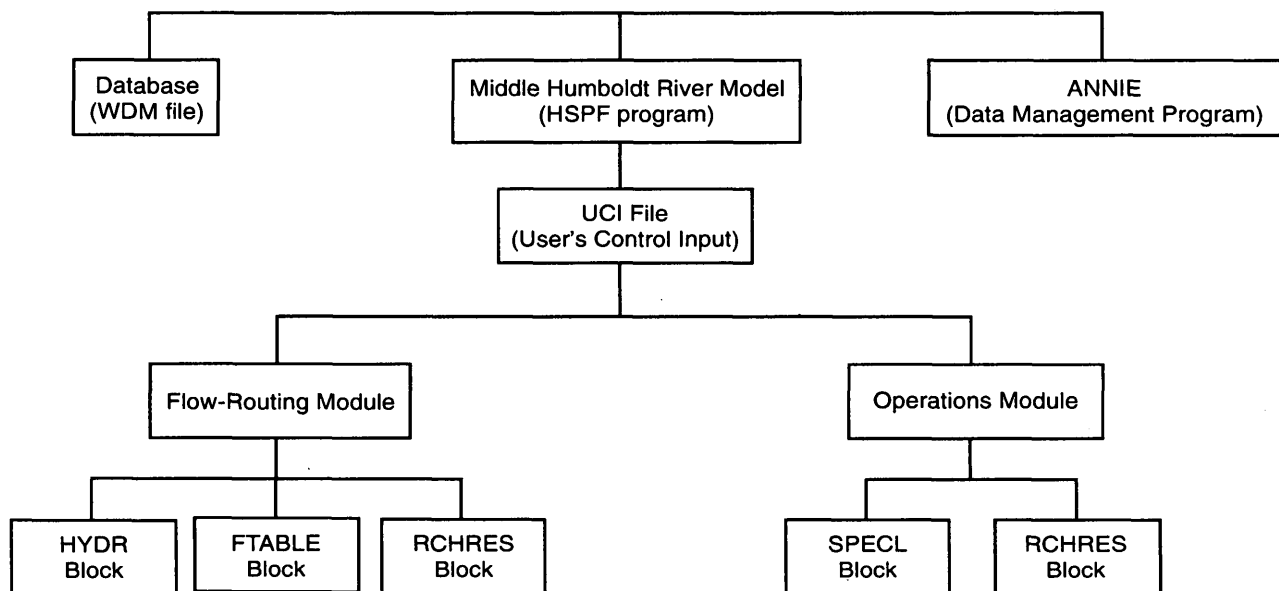 Database
(WDM file)
Middle Humboldt River Model
(HSPF program)
ANNIE
(Data Management Program)
UCI File
(User's Control Input)
Flow-Routing Module
Operations Module
HYDR
Block
FTABLE
Block
RCHRES
Block
SPECL
Block
RCHRES
Block